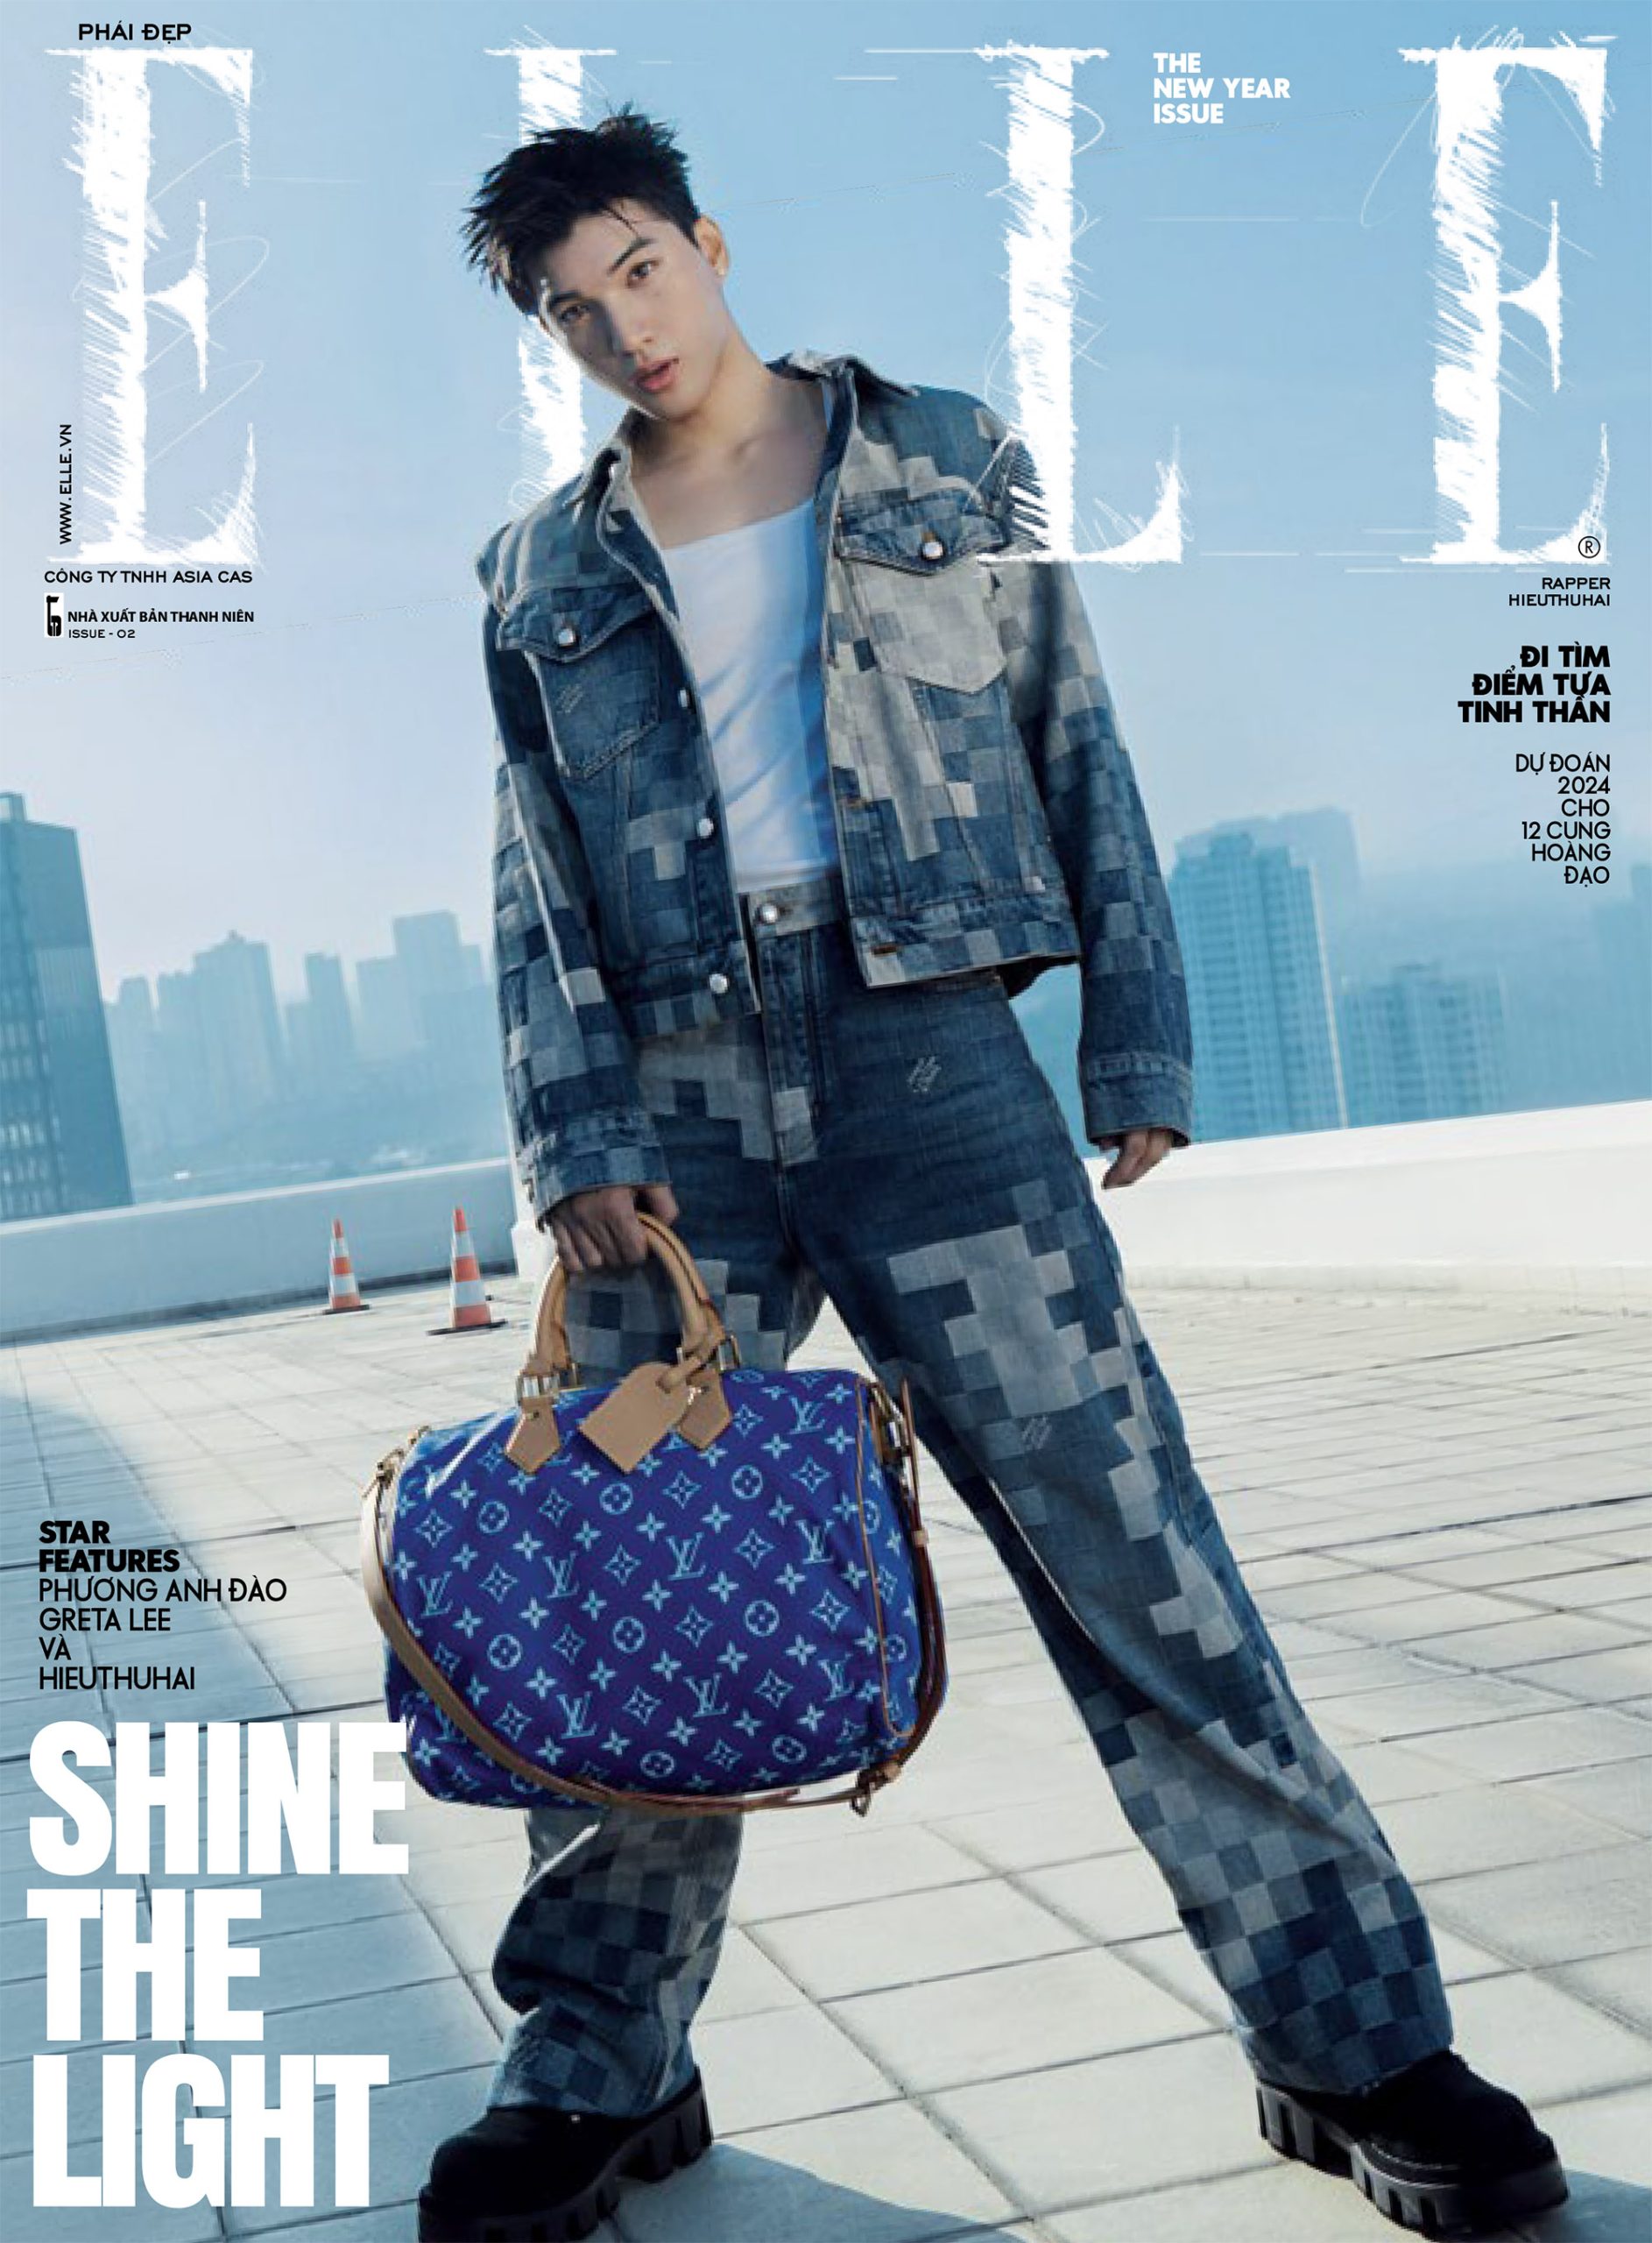 PHÁI ĐẸP
ELLE
THE
NEW YEAR
ISSUE
WWW.ELLE.VN
®
CÔNG TY TNHH ASIA CAS
NHÀ XUẤT BẢN THANH NIÊN
ISSUE - 02
RAPPER
HIEUTHUHAI
ĐI TÌM
ĐIỂM TỰA
TINH THẦN
DỰ ĐOÁN
2024
CHO
12 CUNG
HOÀNG
ĐẠO
STAR
FEATURES
PHƯƠNG ANH ĐÀO
GRETA LEE
VÀ
HIEUTHUHAI
SHINE
THE
LIGHT